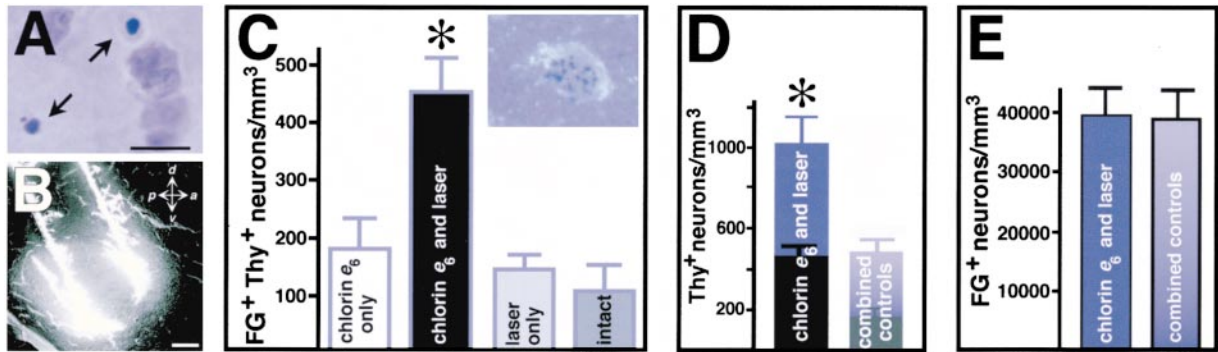 A
B
d
p a
v
C
FG+ Thy+ neurons/mm3
500
400
300
200
100
*
chlorin e6 only
chlorin e6 and laser
laser only
intact
D
Thy+ neurons/mm3
1000
600
200
*
chlorin e6 and laser
combined controls
E
FG+ neurons/mm3
40000
30000
20000
10000
chlorin e6 and laser
combined controls